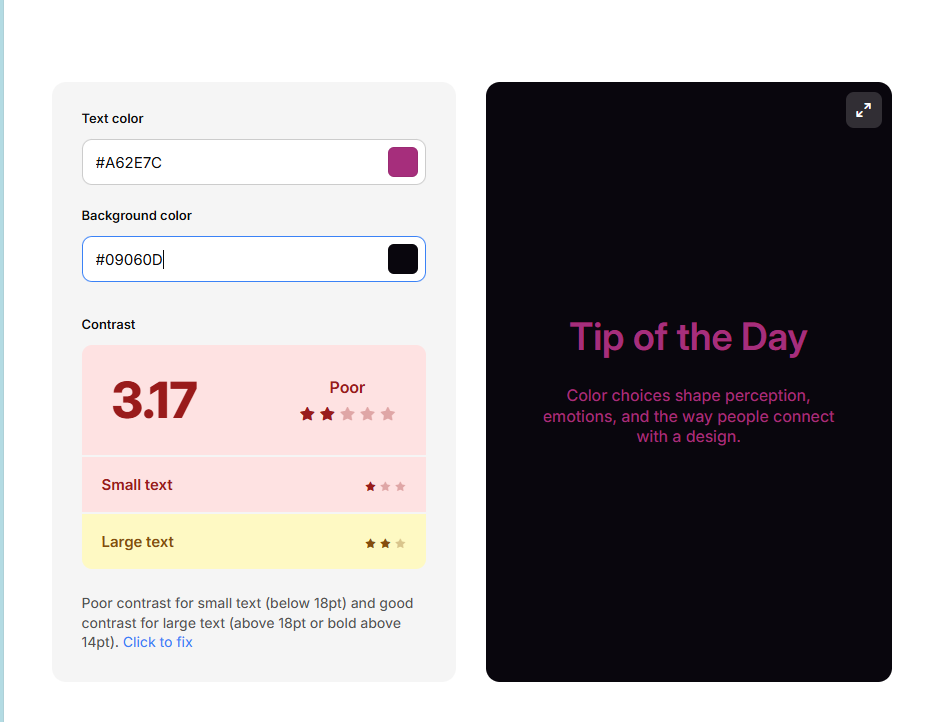 Text color
#A62E7C
Background color
#09060D
Contrast
3.17
Poor
Small text
Large text
Poor contrast for small text (below 18pt) and good
contrast for large text (above 18pt or bold above
14pt). Click to fix
Tip of the Day
Color choices shape perception,
emotions, and the way people connect
with a design.